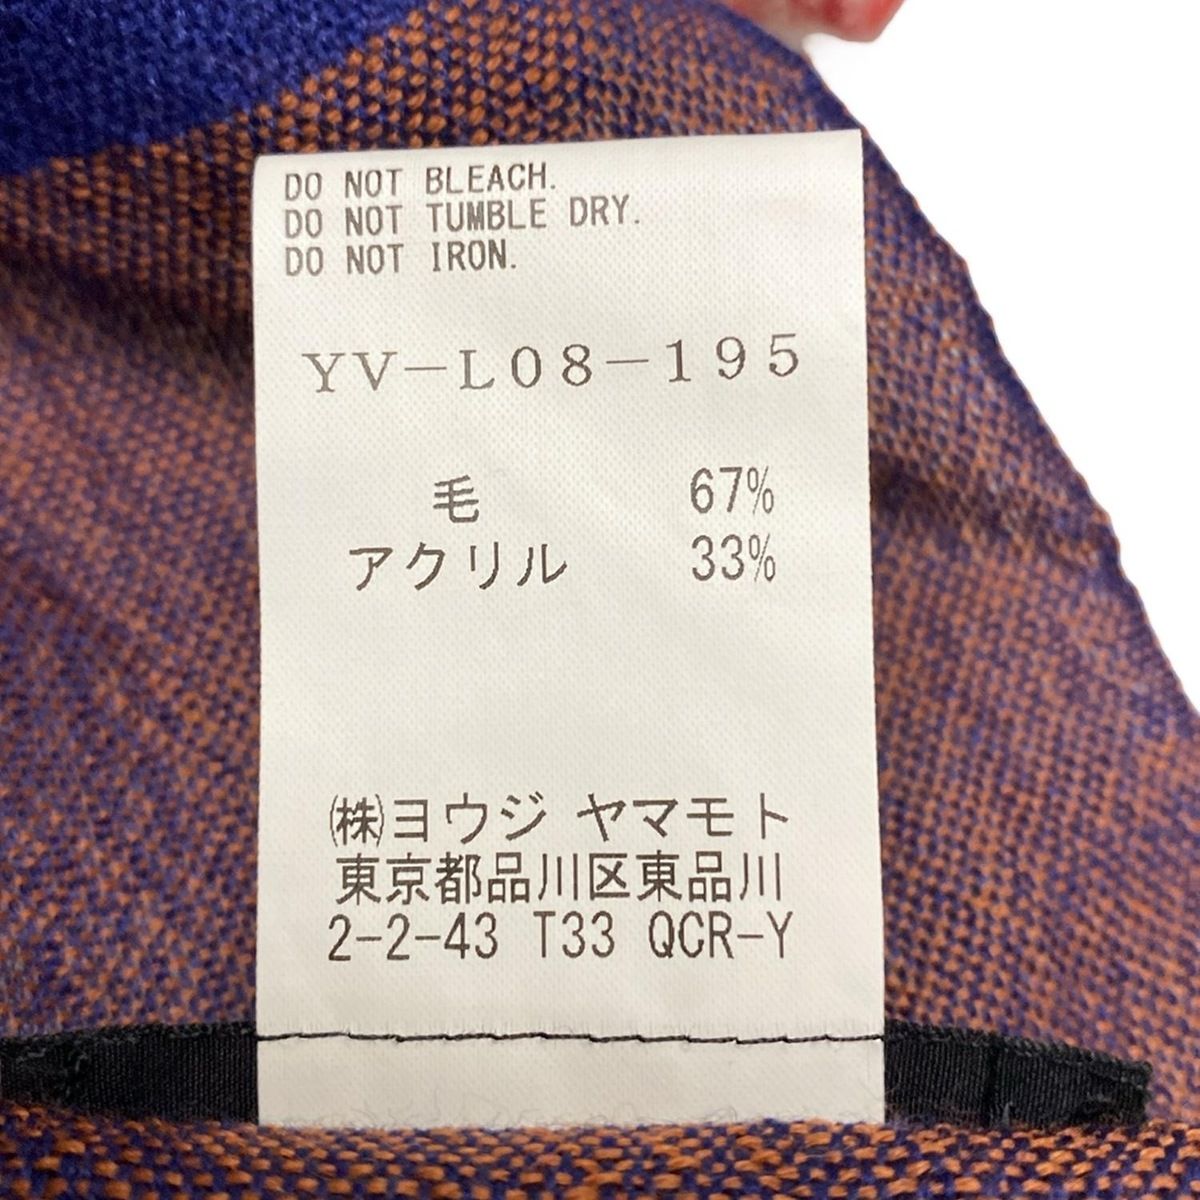 DO NOT BLEACH.
DO NOT TUMBLE DRY.
DO NOT IRON.
YV-L08-195
毛 67%
アクリル 33%
㈱ヨウジ ヤマモト
東京都品川区東品川
2-2-43 T33 QCR-Y